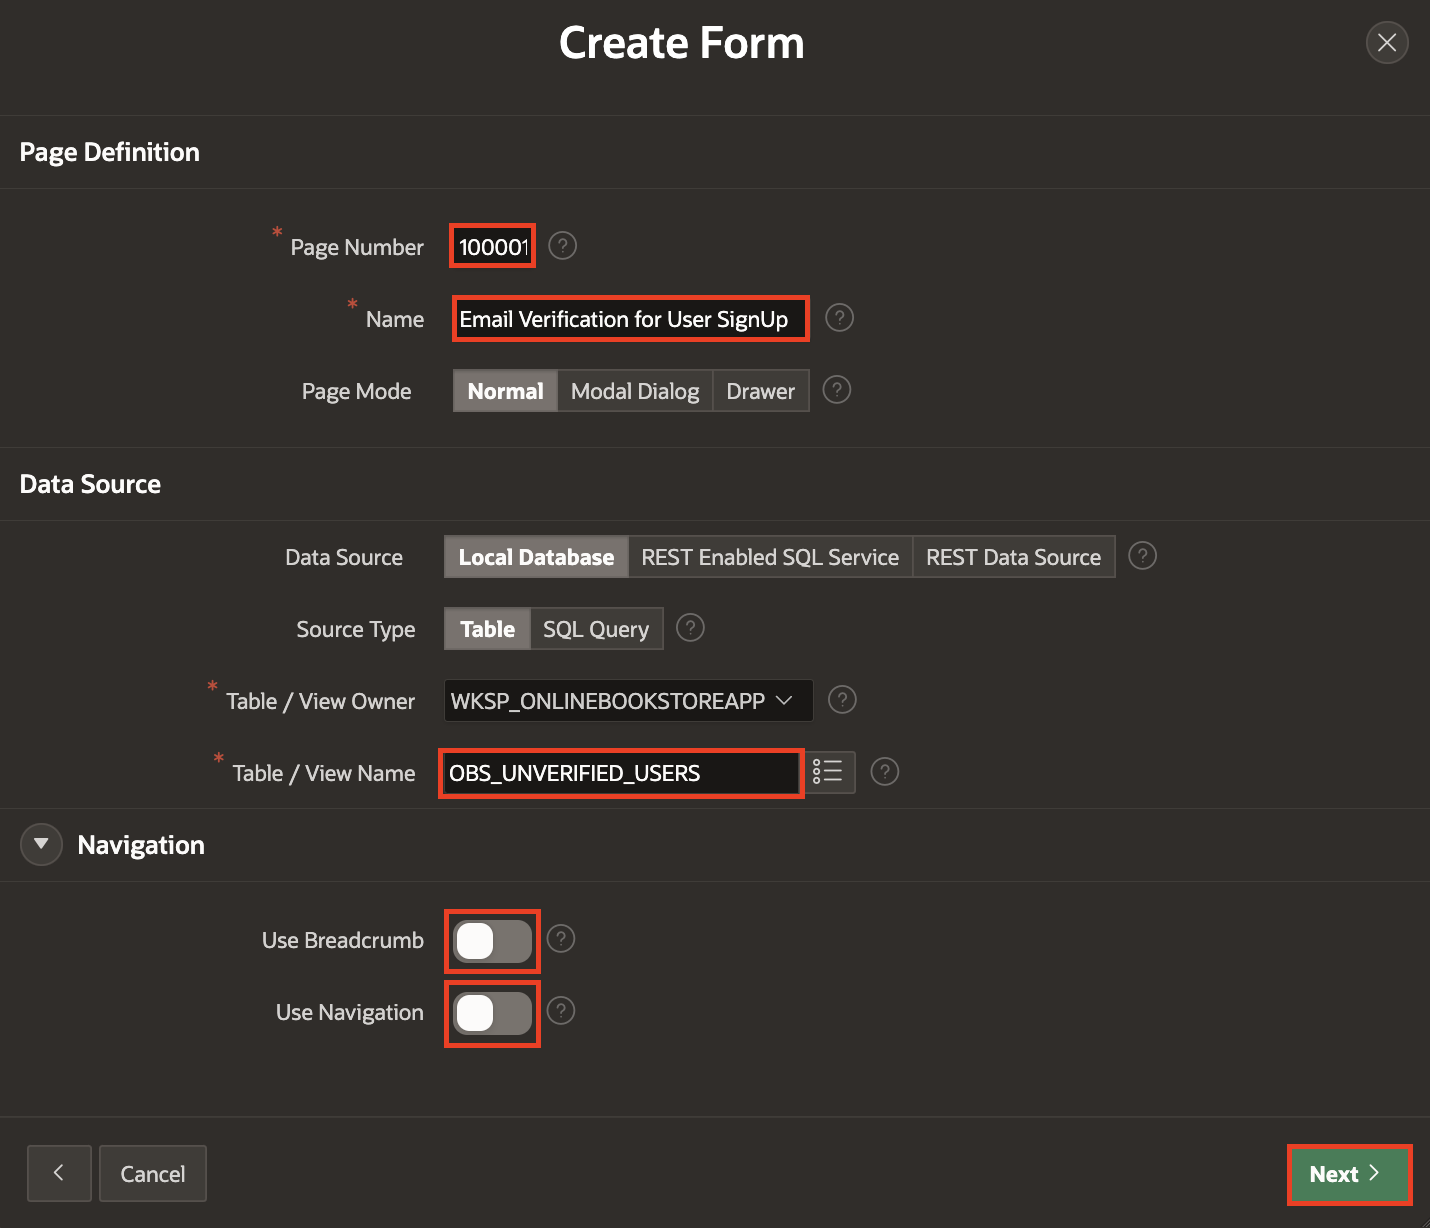 Create Form
Page Definition
* Page Number 100001 ?
* Name Email Verification for User SignUp ?
Page Mode Normal Modal Dialog Drawer ?
Data Source
Data Source Local Database REST Enabled SQL Service REST Data Source ?
Source Type Table SQL Query ?
* Table / View Owner WKSP_ONLINEBOOKSTOREAPP ?
* Table / View Name OBS_UNVERIFIED_USERS ?
Navigation
Use Breadcrumb ?
Use Navigation ?
Cancel Next